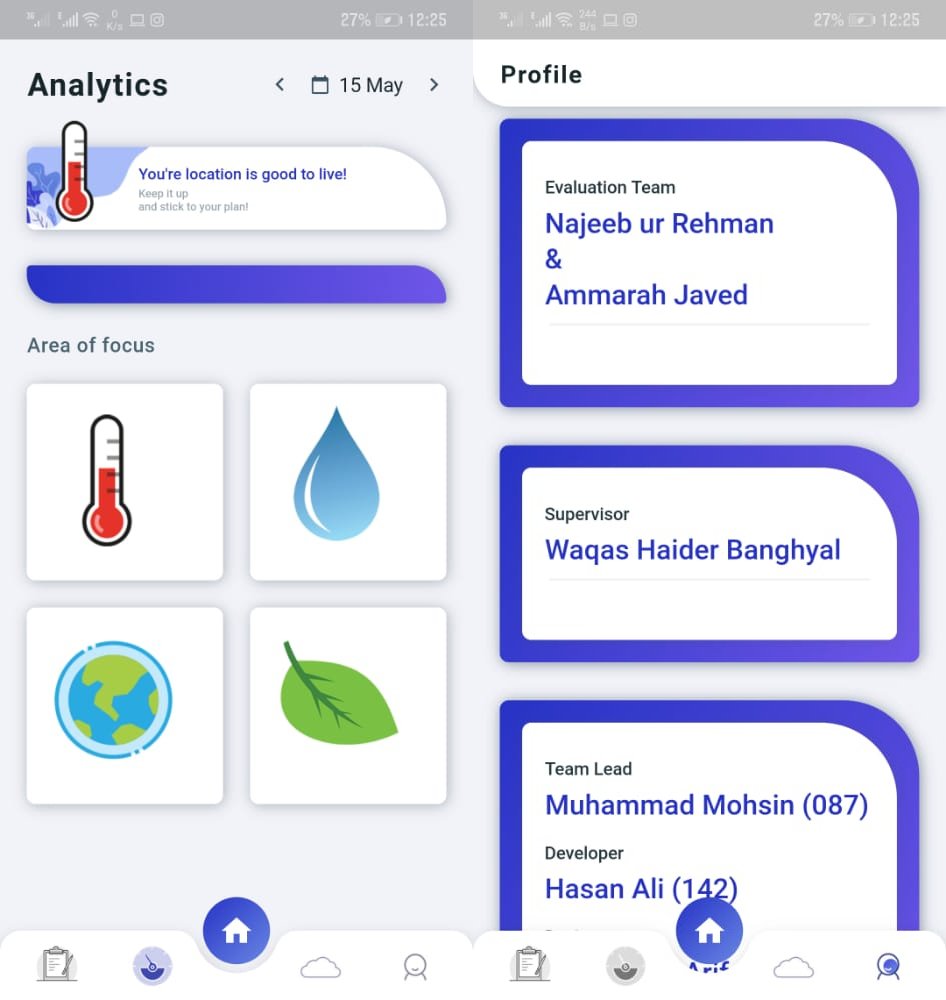 0
K/s
27%
12:25
Analytics
15 May
You're location is good to live!
Keep it up
and stick to your plan!
Area of focus
244
B/s
27%
12:25
Profile
Evaluation Team
Najeeb ur Rehman
&
Ammarah Javed
Supervisor
Waqas Haider Banghyal
Team Lead
Muhammad Mohsin (087)
Developer
Hasan Ali (142)